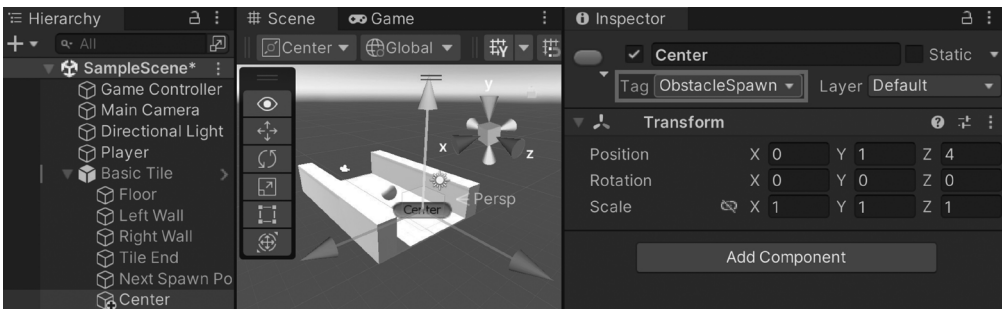 Hierarchy
All
SampleScene*
Game Controller
Main Camera
Directional Light
Player
Basic Tile
Floor
Left Wall
Right Wall
Tile End
Next Spawn Po
Center
Scene
Game
Center
Global
y
x
z
Persp
Center
Inspector
Center
Static
Tag ObstacleSpawn Layer Default
Transform
Position X 0 Y 1 Z 4
Rotation X 0 Y 0 Z 0
Scale X 1 Y 1 Z 1
Add Component